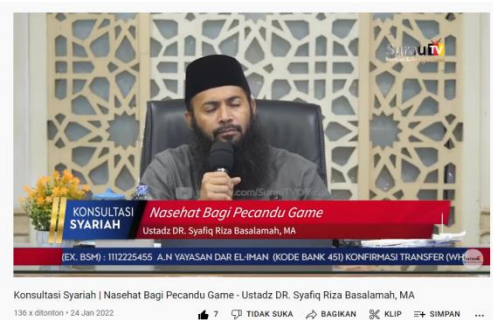 KONSULTASI
SYARIAH
Nasehat Bagi Pecandu Game
Ustadz DR. Syafiq Riza Basalamah, MA
(EX. BSM) : 1112225455 A.N YAYASAN DAR EL-IMAN (KODE BANK 451) KONFIRMASI TRANSFER (WH
Konsultasi Syariah | Nasehat Bagi Pecandu Game - Ustadz DR. Syafiq Riza Basalamah, MA
136 x ditonton • 24 Jan 2022
7 TIDAK SUKA BAGIKAN KLIP SIMPAN ...